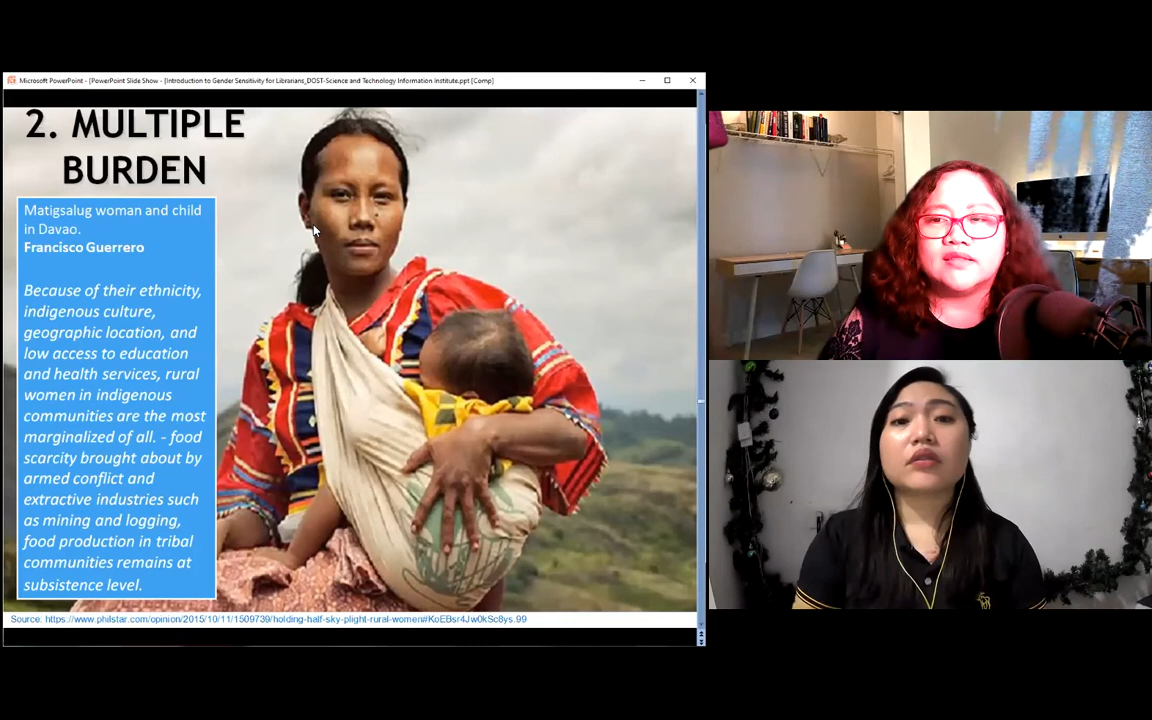 Microsoft PowerPoint - [PowerPoint Slide Show - [Introduction to Gender Sensitivity for Librarians_DOST-Science and Technology Information Institute.ppt [Comp]
2. MULTIPLE
BURDEN
Matigsalug woman and child
in Davao.
Francisco Guerrero
Because of their ethnicity,
indigenous culture,
geographic location, and
low access to education
and health services, rural
women in indigenous
communities are the most
marginalized of all. - food
scarcity brought about by
armed conflict and
extractive industries such
as mining and logging,
food production in tribal
communities remains at
subsistence level.
Source: https://www.philstar.com/opinion/2015/10/11/1509739/holding-half-sky-plight-rural-women#KoEBsr4Jw0kSc8ys.99